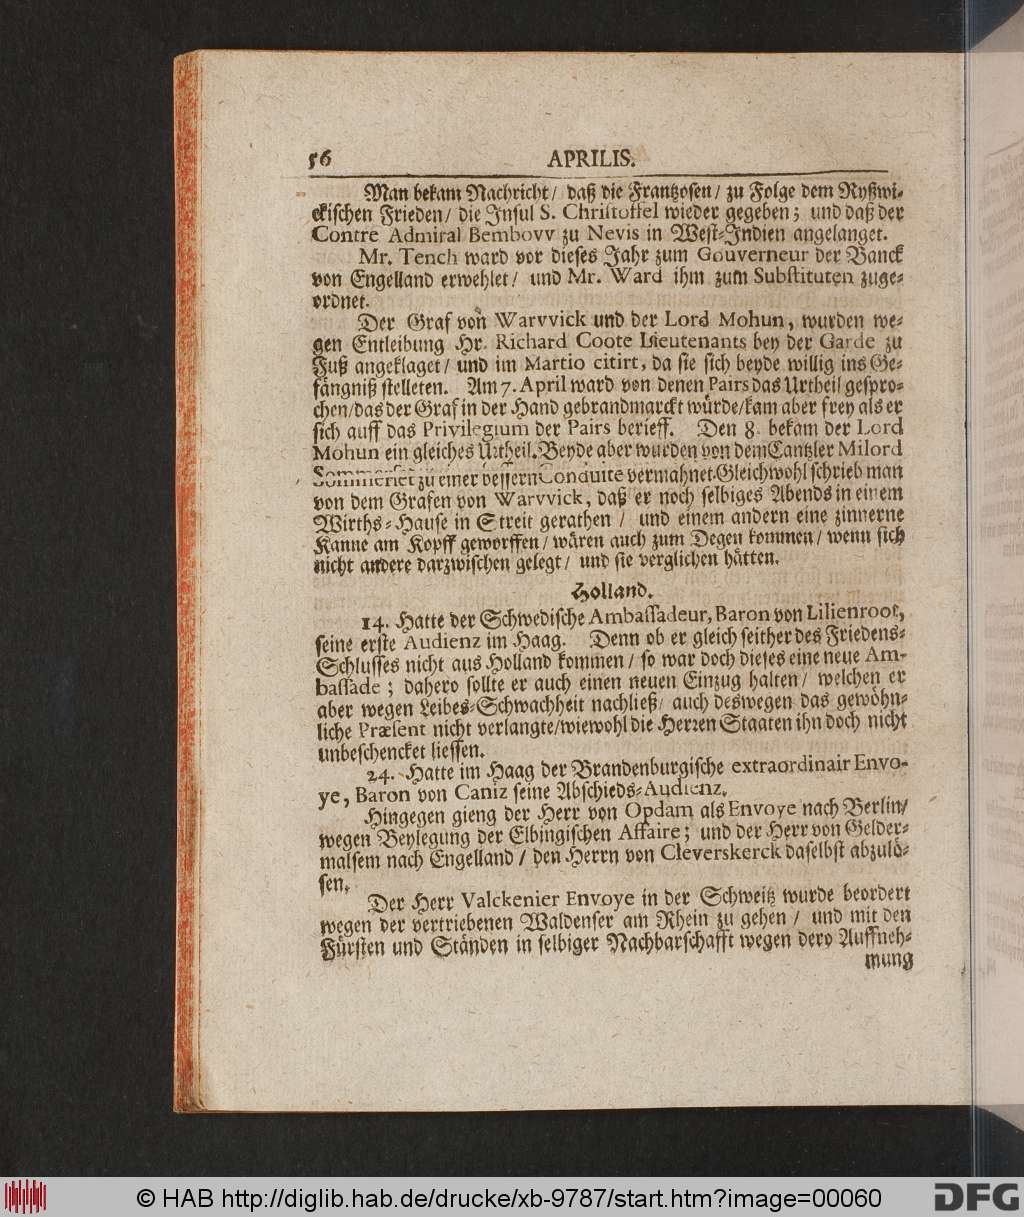 56 APRILIS.
Man bekam Nachricht/ daß die Frantzosen/ zu Folge dem Ryßwi-
ckischen Frieden/ die Insul S. Christoffel wieder gegeben; und daß der
Contre Admiral Bembovv zu Nevis in West-Indien angelanget.
Mr. Tench ward vor dieses Jahr zum Gouverneur der Banck
von Engelland erwehlet/ und Mr. Ward ihm zum Substituten zuge-
ordnet.
Der Graf von Warvvick und der Lord Mohun, wurden we-
gen Entleibung Hr. Richard Coote Lieutenants bey der Garde zu
Fuß angeklaget/ und im Martio citirt, da sie sich beyde willig ins Ge-
fängniß stelleten. Am 7. April ward von denen Pairs das Urtheil gespro-
chen/das der Graf in der Hand gebrandmarckt würde/kam aber frey als er
sich auff das Privilegium der Pairs berieff. Den 8. bekam der Lord
Mohun ein gleiches Urtheil. Beyde aber wurden von dem Cantzler Milord
Sommerset zu einer bessern Conduite vermahnet. Gleichwohl schrieb man
von dem Grafen von Warvvick, daß er noch selbiges Abends in einem
Wirths-Hause in Streit gerathen / und einem andern eine zinnerne
Kanne am Kopff geworffen/ wären auch zum Degen kommen/ wenn sich
nicht andere darzwischen gelegt/ und sie verglichen hätten.
Holland.
14. Hatte der Schwedische Ambassadeur, Baron von Lilienroot,
seine erste Audienz im Haag. Denn ob er gleich seither des Friedens-
Schlusses nicht aus Holland kommen/ so war doch dieses eine neue Am-
bassade; dahero sollte er auch einen neuen Einzug halten/ welchen er
aber wegen Leibes-Schwachheit nachließ/ auch deswegen das gewöhn-
liche Præsent nicht verlangte/wiewohl die Herren Staaten ihn doch nicht
unbeschencket liessen.
24. Hatte im Haag der Brandenburgische extraordinair Envo-
ye, Baron von Caniz seine Abschieds-Audienz.
Hingegen gieng der Herr von Opdam als Envoye nach Berlin/
wegen Beylegung der Elbingischen Affaire; und der Herr von Gelder-
malsem nach Engelland / den Herrn von Cleverskerck daselbst abzulö-
sen.
Der Herr Valckenier Envoye in der Schweitz wurde beordert
wegen der vertriebenen Waldenser am Rhein zu gehen / und mit den
Fürsten und Ständen in selbiger Nachbarschafft wegen dero Auffneh-
mung
© HAB http://diglib.hab.de/drucke/xb-9787/start.htm?image=00060
DFG